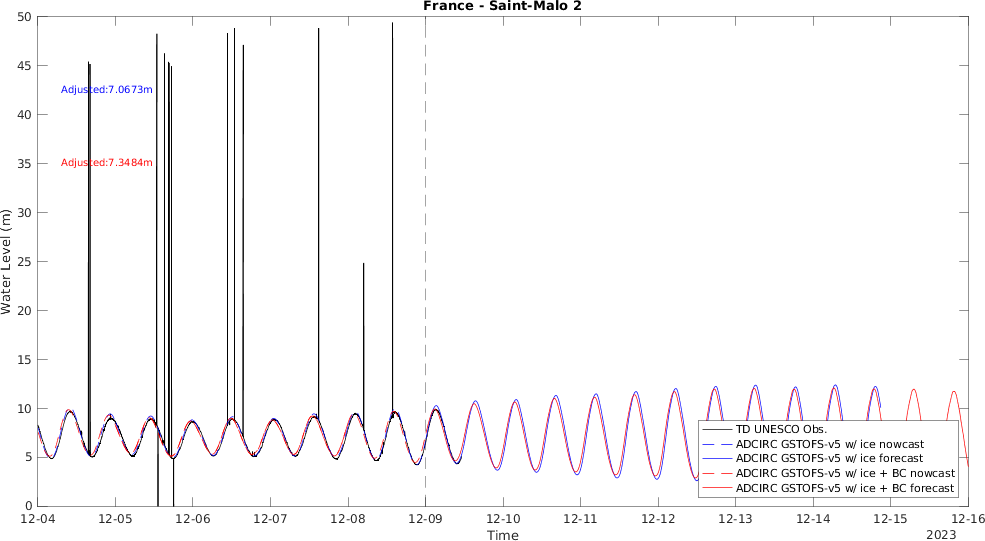 France - Saint-Malo 2
50
45
40
35
30
25
20
15
10
5
0
Water Level (m)
Adjusted:7.0673m
Adjusted:7.3484m
TD UNESCO Obs.
ADCIRC GSTOFS-v5 w/ ice nowcast
ADCIRC GSTOFS-v5 w/ ice forecast
ADCIRC GSTOFS-v5 w/ ice + BC nowcast
ADCIRC GSTOFS-v5 w/ ice + BC forecast
12-04 12-05 12-06 12-07 12-08 12-09 12-10 12-11 12-12 12-13 12-14 12-15 12-16
Time
2023